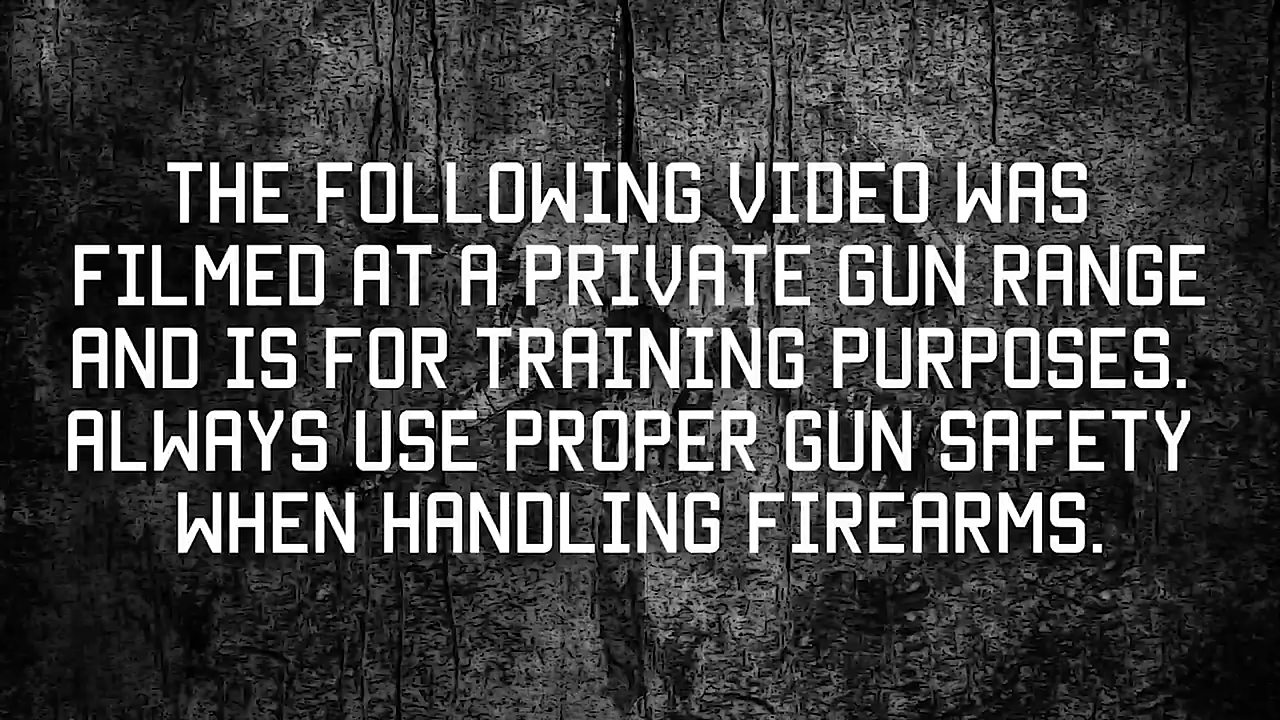 THE FOLLOWING VIDEO WAS
FILMED AT A PRIVATE GUN RANGE
AND IS FOR TRAINING PURPOSES.
ALWAYS USE PROPER GUN SAFETY
WHEN HANDLING FIREARMS.